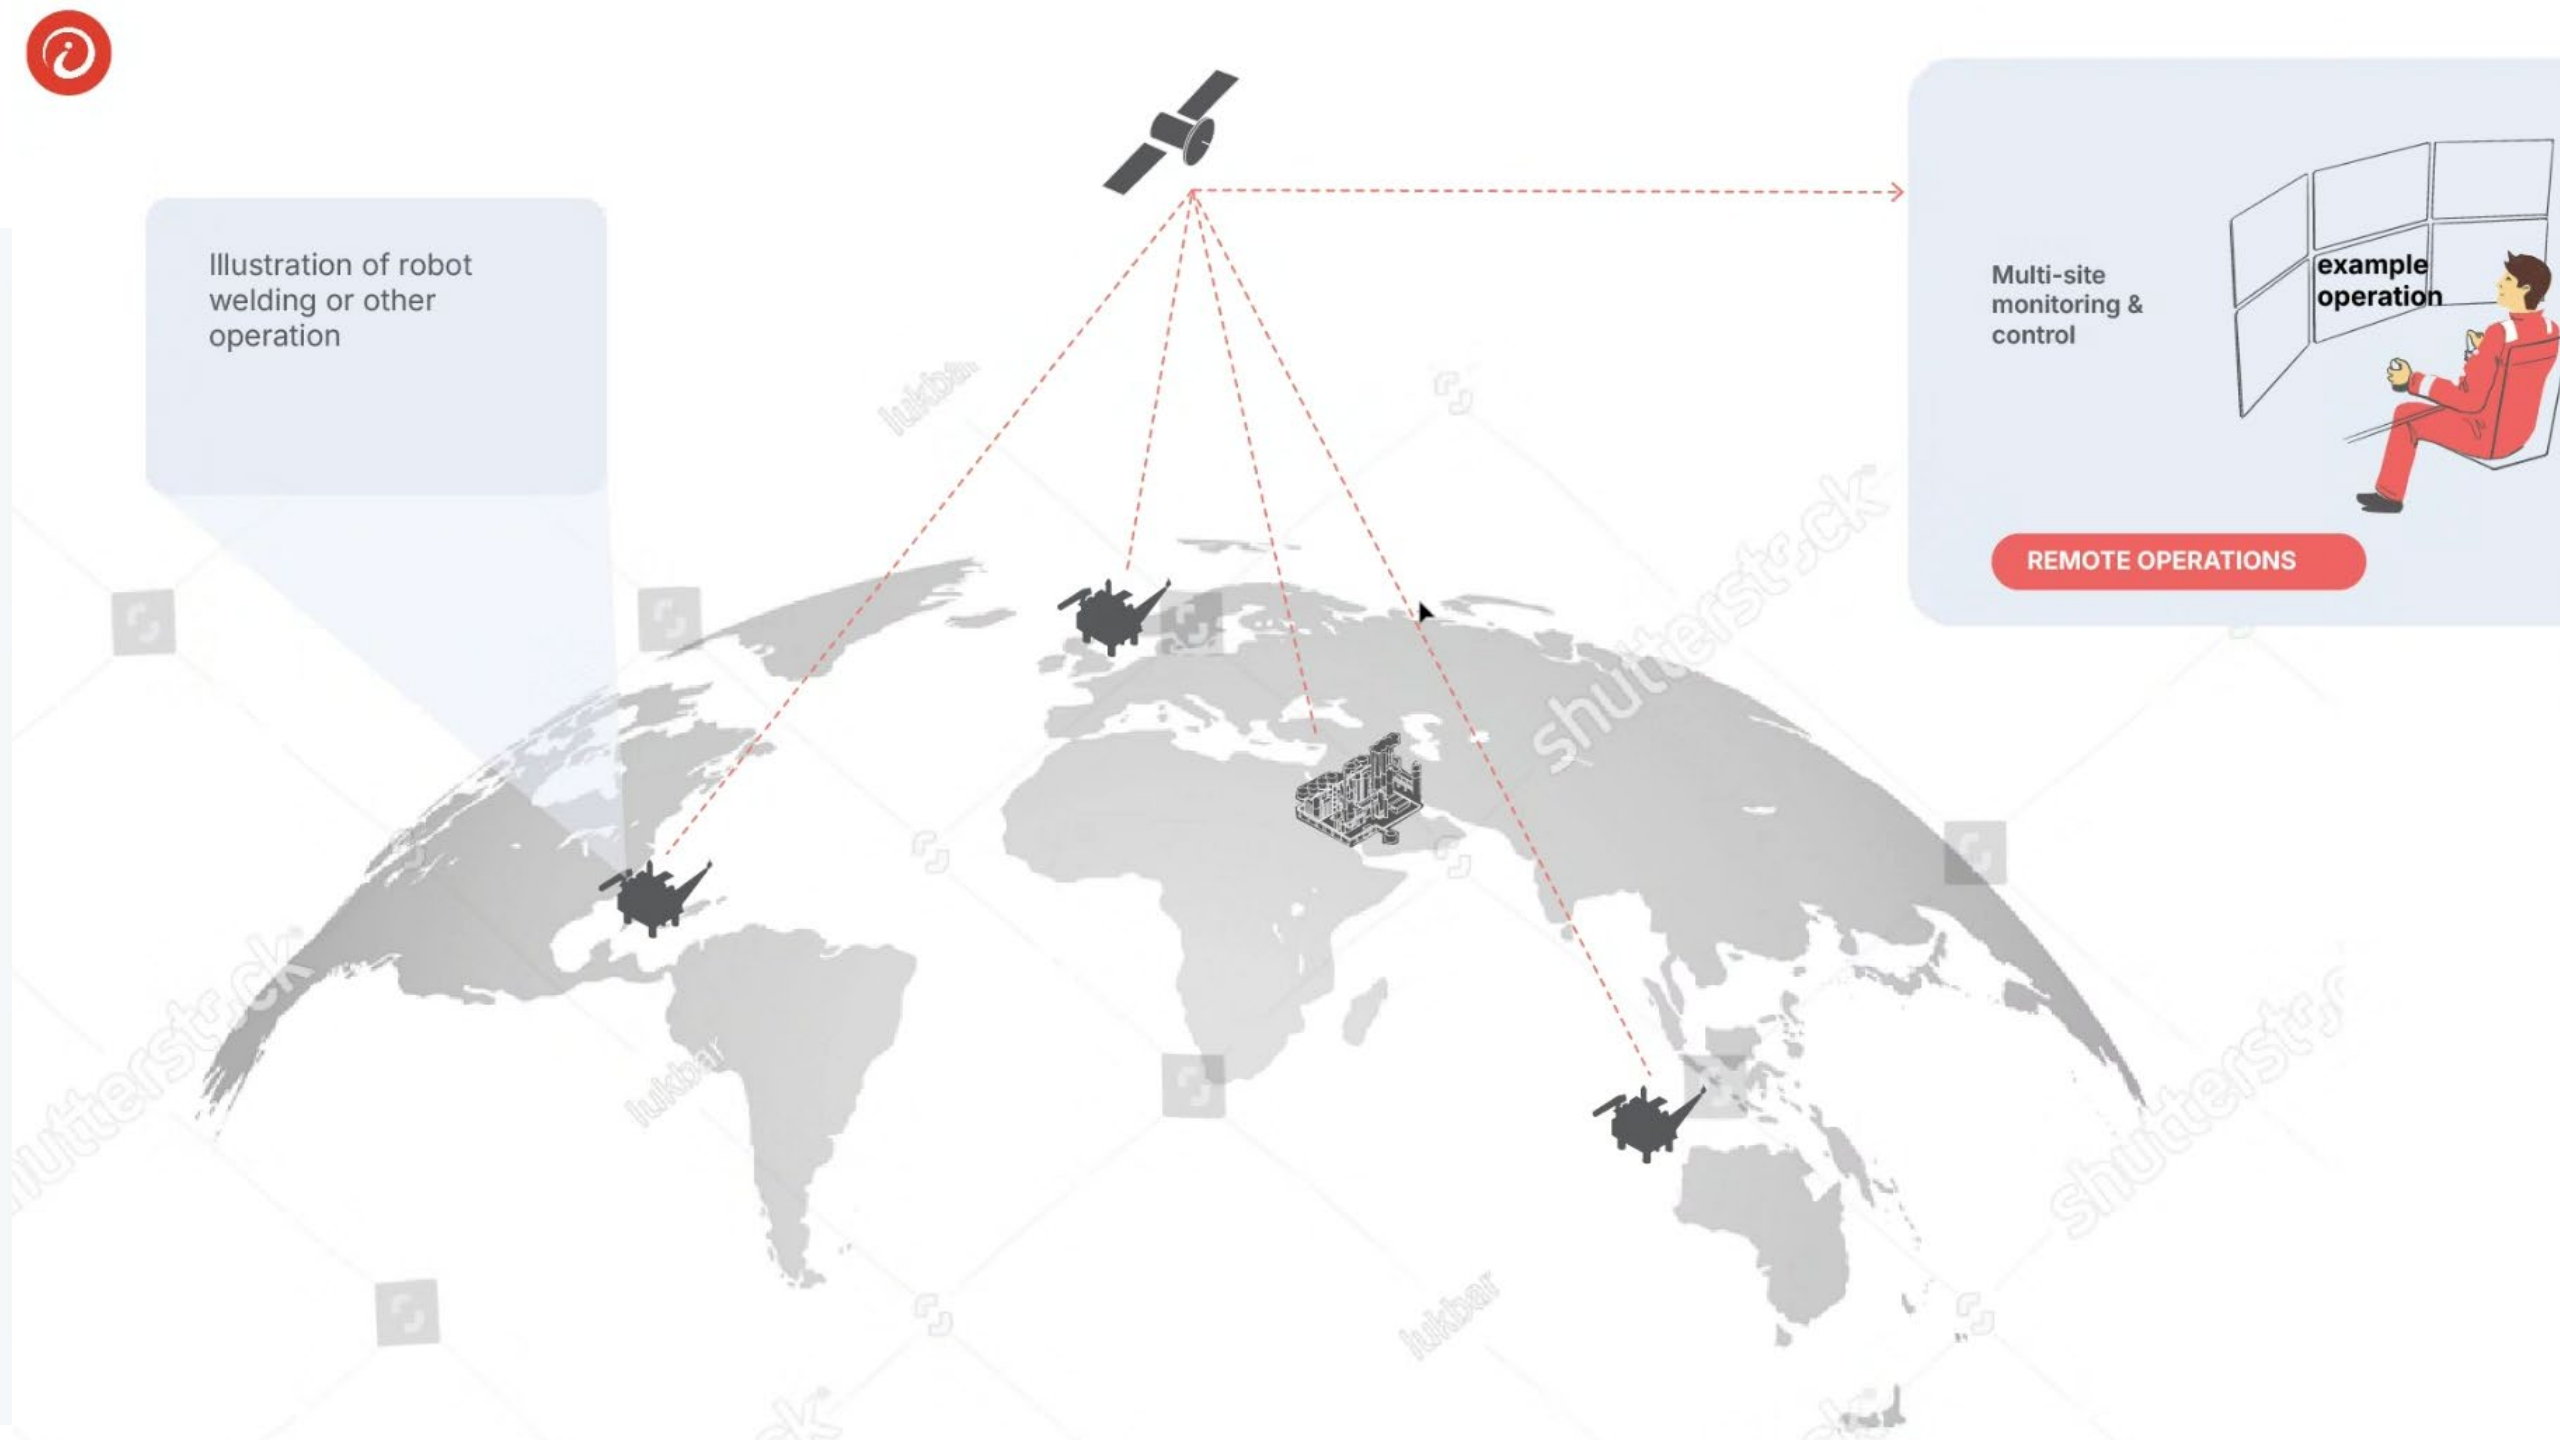 Illustration of robot
welding or other
operation
Multi-site
monitoring &
control
example
operation
REMOTE OPERATIONS
lukbar
shutterstock
shutterstock
lukbar
shutterstock
lukbar